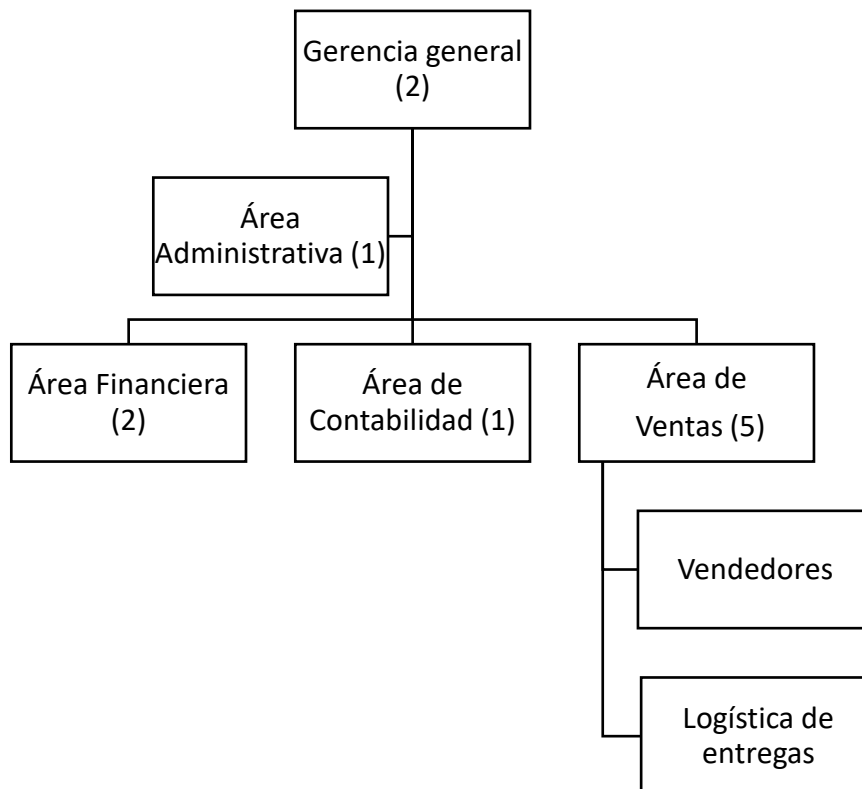 Gerencia general
(2)
Área
Administrativa (1)
Área Financiera
(2)
Área de
Contabilidad (1)
Área de
Ventas (5)
Vendedores
Logística de
entregas